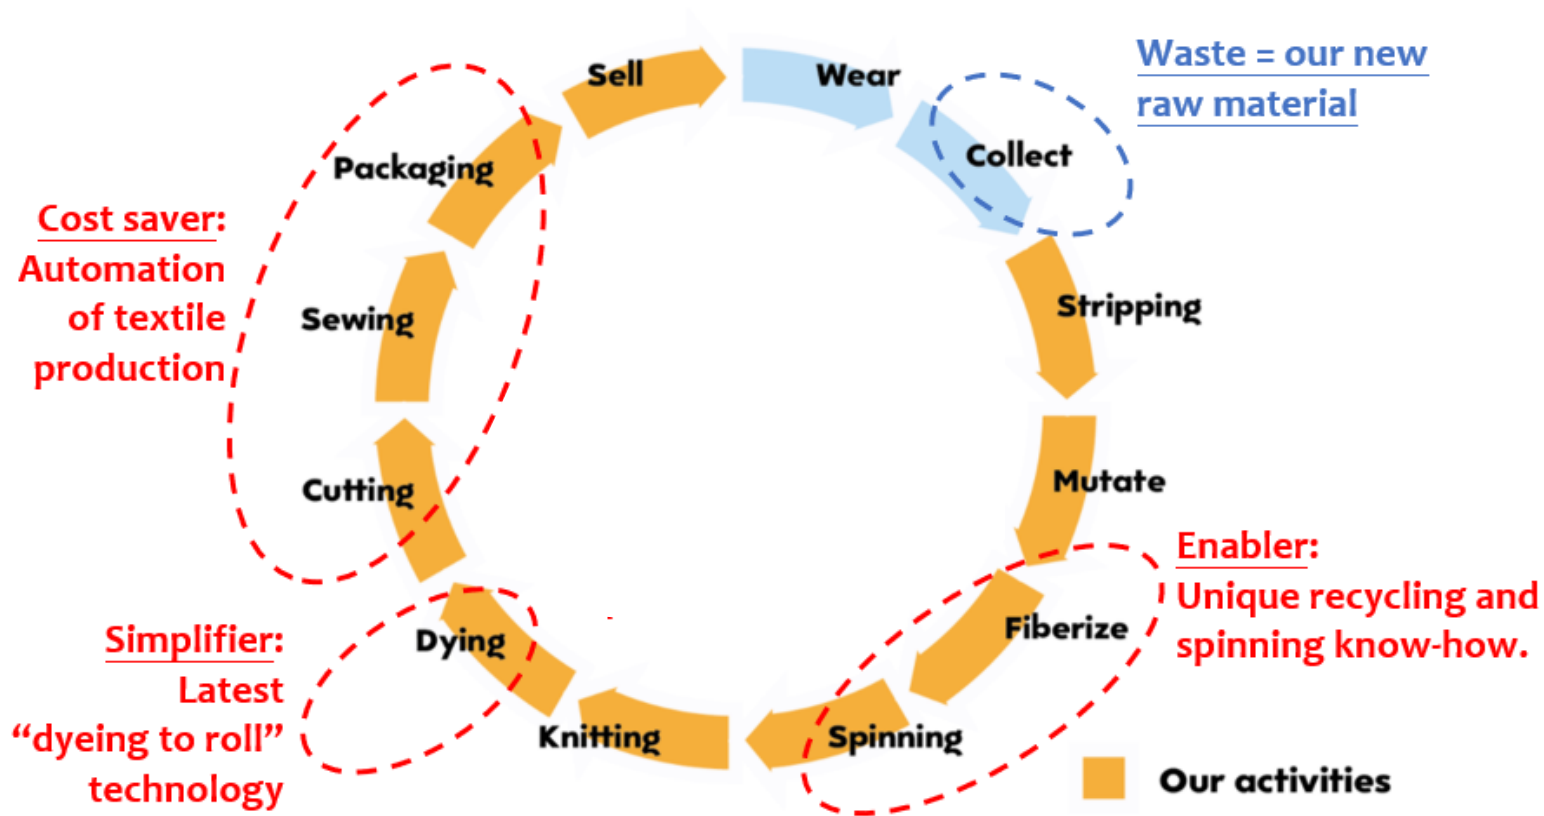 Sell
Wear
Waste = our new
raw material
Collect
Packaging
Cost saver:
Automation
of textile
production
Stripping
Sewing
Mutate
Cutting
Enabler:
Unique recycling and
spinning know-how.
Fiberize
Simplifier:
Latest
“dyeing to roll”
technology
Dying
Knitting
Spinning
Our activities